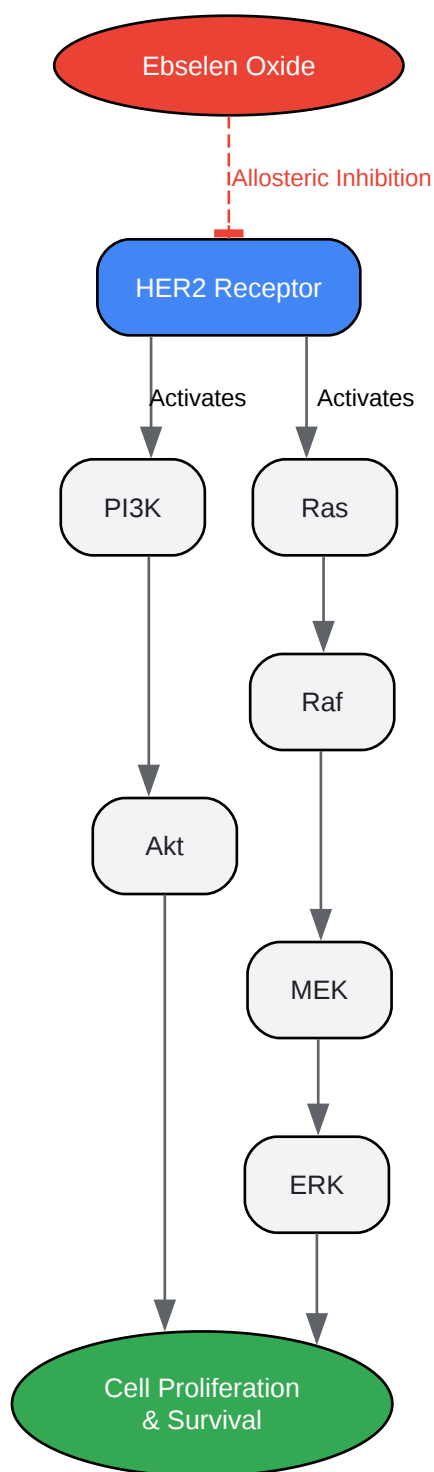 Ebselen Oxide
Allosteric Inhibition
HER2 Receptor
Activates
Activates
PI3K
Ras
Raf
Akt
MEK
ERK
Cell Proliferation
& Survival